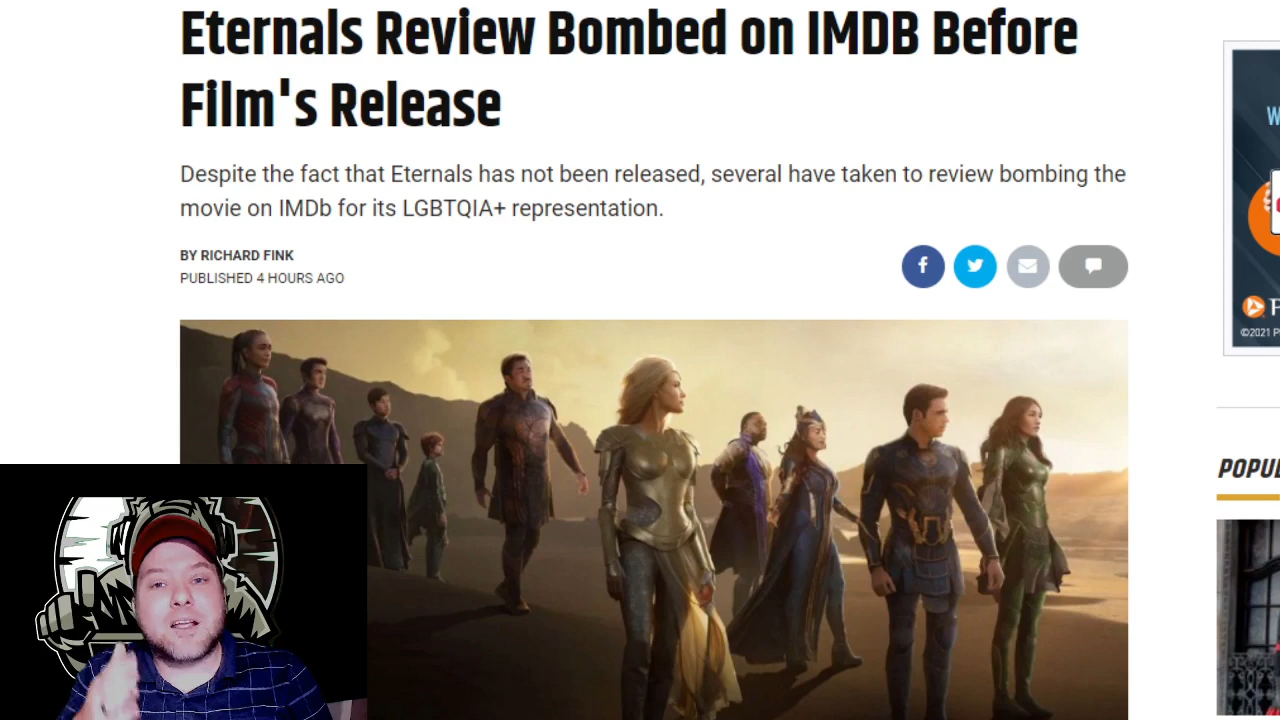 Eternals Review Bombed on IMDB Before
Film's Release
Despite the fact that Eternals has not been released, several have taken to review bombing the
movie on IMDb for its LGBTQIA+ representation.
BY RICHARD FINK
PUBLISHED 4 HOURS AGO
W
P
©2021 P
POPU